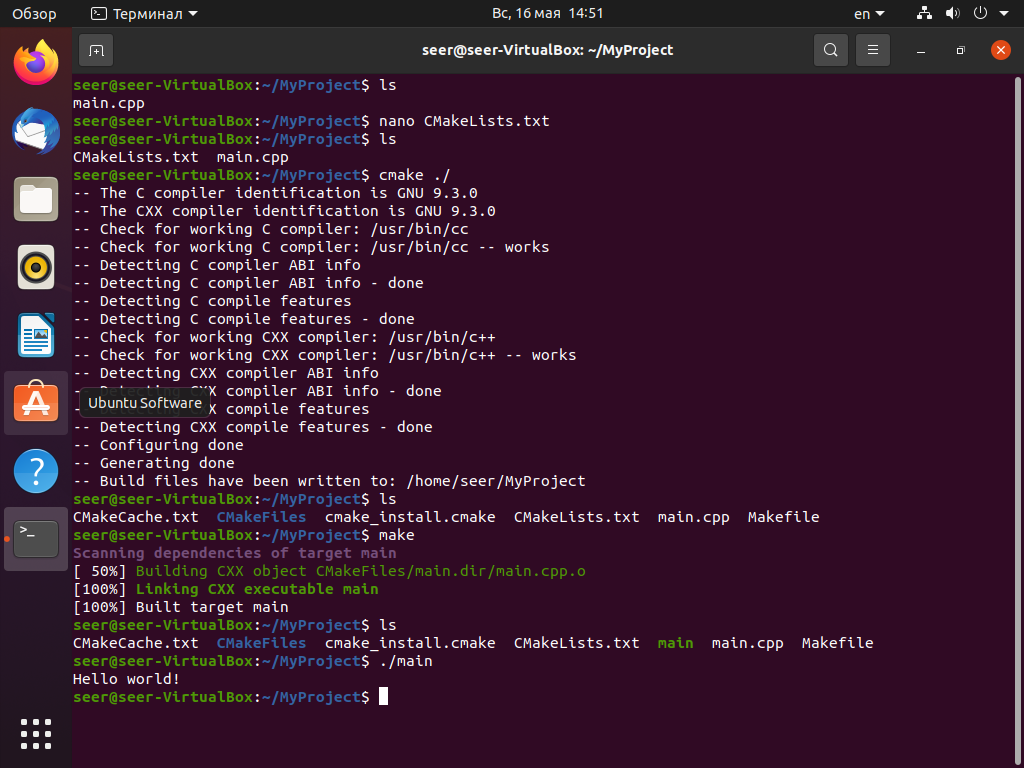 Обзор
Терминал
Вс, 16 мая 14:51
en
seer@seer-VirtualBox: ~/MyProject
seer@seer-VirtualBox:~/MyProject$ ls
main.cpp
seer@seer-VirtualBox:~/MyProject$ nano CMakeLists.txt
seer@seer-VirtualBox:~/MyProject$ ls
CMakeLists.txt  main.cpp
seer@seer-VirtualBox:~/MyProject$ cmake ./
-- The C compiler identification is GNU 9.3.0
-- The CXX compiler identification is GNU 9.3.0
-- Check for working C compiler: /usr/bin/cc
-- Check for working C compiler: /usr/bin/cc -- works
-- Detecting C compiler ABI info
-- Detecting C compiler ABI info - done
-- Detecting C compile features
-- Detecting C compile features - done
-- Check for working CXX compiler: /usr/bin/c++
-- Check for working CXX compiler: /usr/bin/c++ -- works
-- Detecting CXX compiler ABI info
-- Detecting CXX compiler ABI info - done
Ubuntu Software
-- Detecting CXX compile features
-- Detecting CXX compile features - done
-- Configuring done
-- Generating done
-- Build files have been written to: /home/seer/MyProject
seer@seer-VirtualBox:~/MyProject$ ls
CMakeCache.txt  CMakeFiles  cmake_install.cmake  CMakeLists.txt  main.cpp  Makefile
seer@seer-VirtualBox:~/MyProject$ make
Scanning dependencies of target main
[ 50%] Building CXX object CMakeFiles/main.dir/main.cpp.o
[100%] Linking CXX executable main
[100%] Built target main
seer@seer-VirtualBox:~/MyProject$ ls
CMakeCache.txt  CMakeFiles  cmake_install.cmake  CMakeLists.txt  main  main.cpp  Makefile
seer@seer-VirtualBox:~/MyProject$ ./main
Hello world!
seer@seer-VirtualBox:~/MyProject$